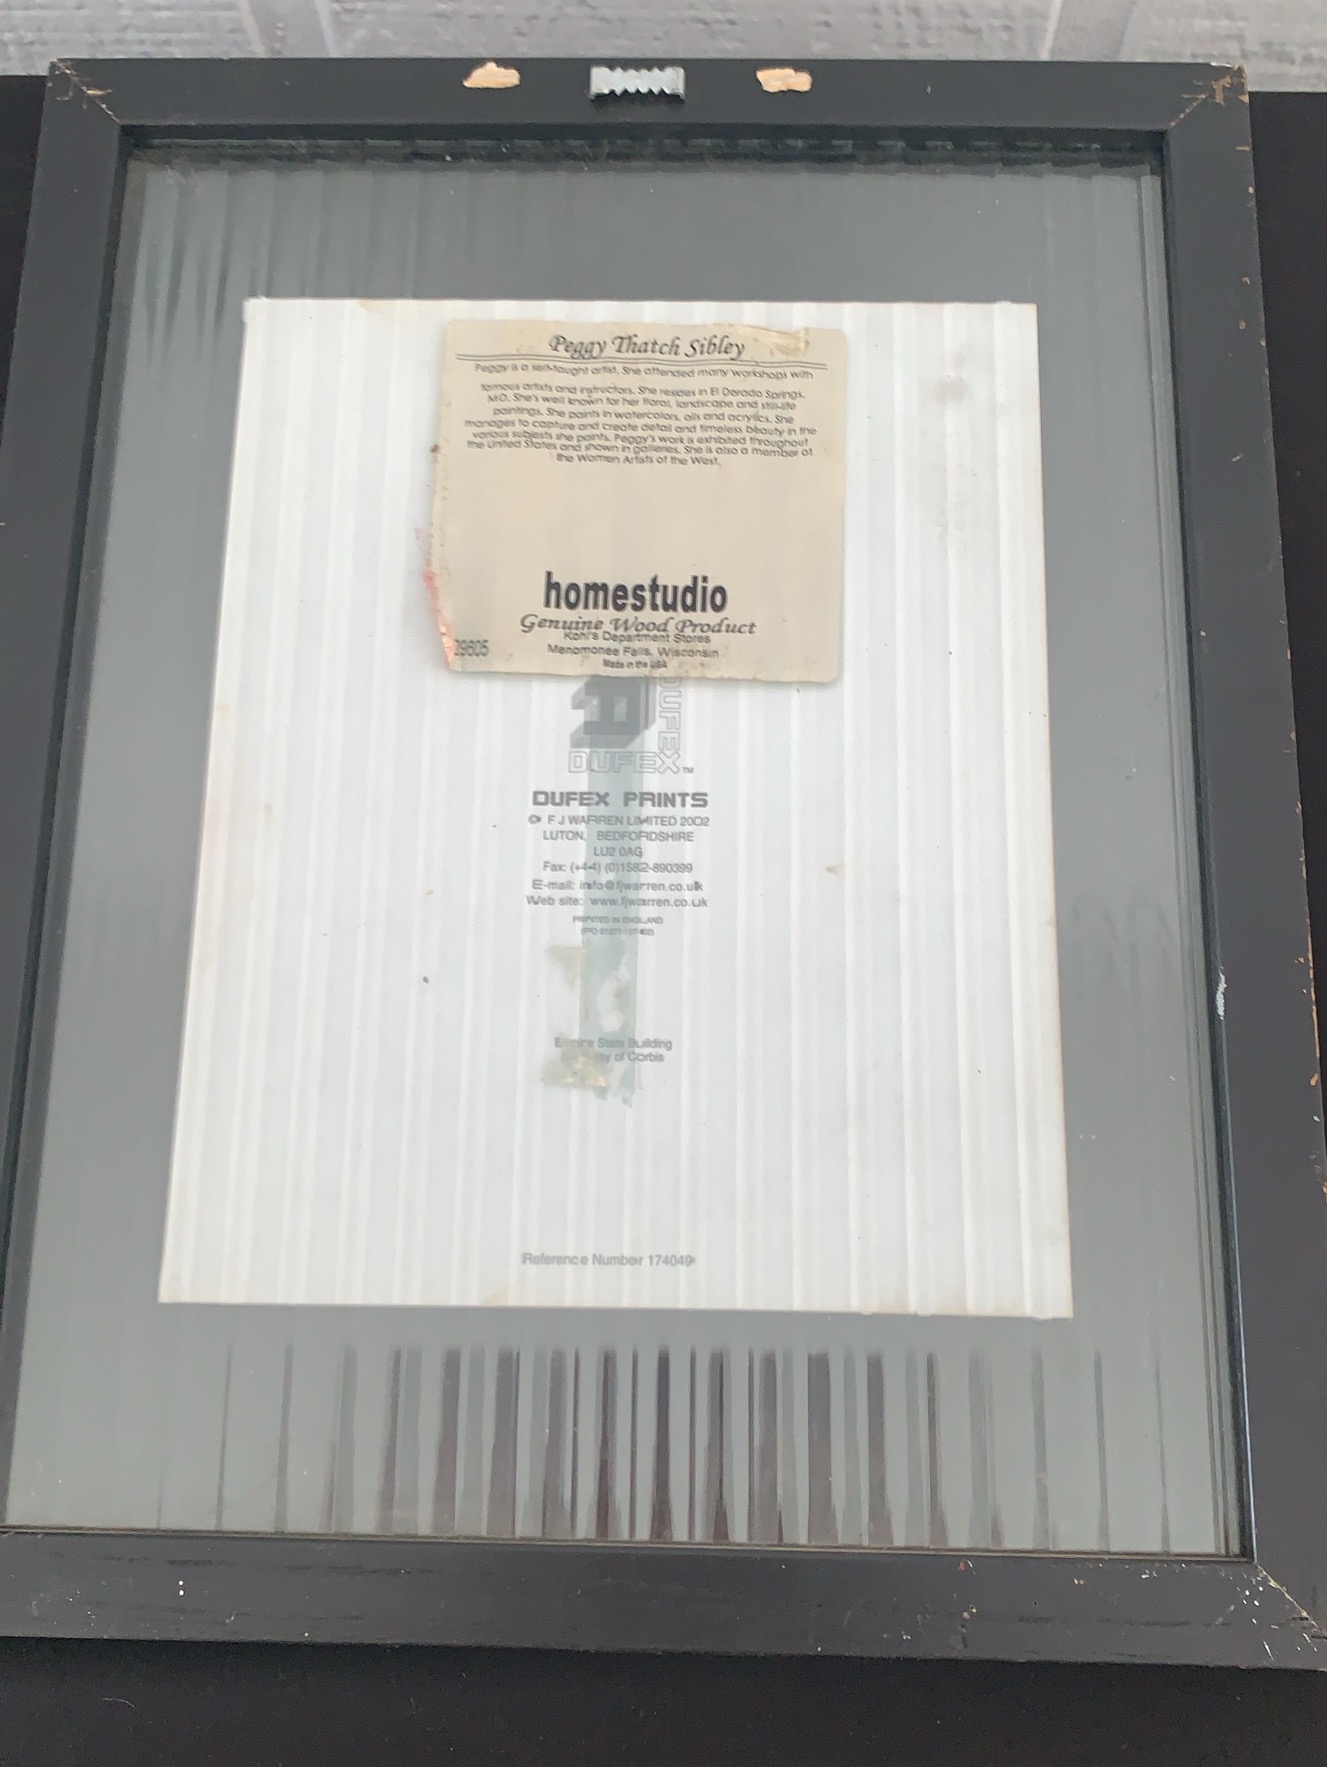 Peggy Thatch Sibley
Peggy is a self-taught artist. She attended many workshops with
famous artists and instructors. She resides in El Dorado Springs,
MO. She's well known for her floral, landscape and still-life
paintings. She paints in watercolors, oils and acrylics. She
manages to capture and create detail and timeless beauty in the
various subjects she paints. Peggy's work is exhibited throughout
the United States and shown in galleries. She is also a member of
the Women Artists of the West.
homestudio
Genuine Wood Product
Kohl's Department Stores
29605
Menomonee Falls, Wisconsin
Made in the USA
DUFEX
DUFEX™
DUFEX PRINTS
© F J WARREN LIMITED 2002
LUTON, BEDFORDSHIRE
LU2 0AG
Fax: (+44) (0)1582-890399
E-mail: info@fjwarren.co.uk
Web site: www.fjwarren.co.uk
PRINTED IN ENGLAND
State Building
of Corbis
Reference Number 174049